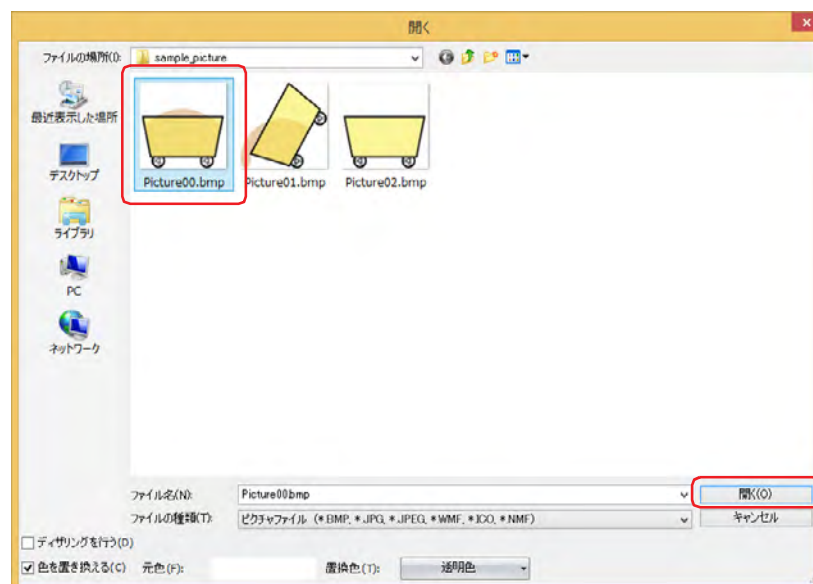 開く
ファイルの場所(I): sample_picture
最近表示した場所
デスクトップ
ライブラリ
PC
ネットワーク
Picture00.bmp Picture01.bmp Picture02.bmp
ファイル名(N): Picture00.bmp 開く(O)
ファイルの種類(T): ピクチャファイル (*.BMP, *.JPG, *.JPEG, *.WMF, *.ICO, *.NMF) キャンセル
ディザリングを行う(D)
色を置き換える(C) 元色(F): 置換色(T): 透明色